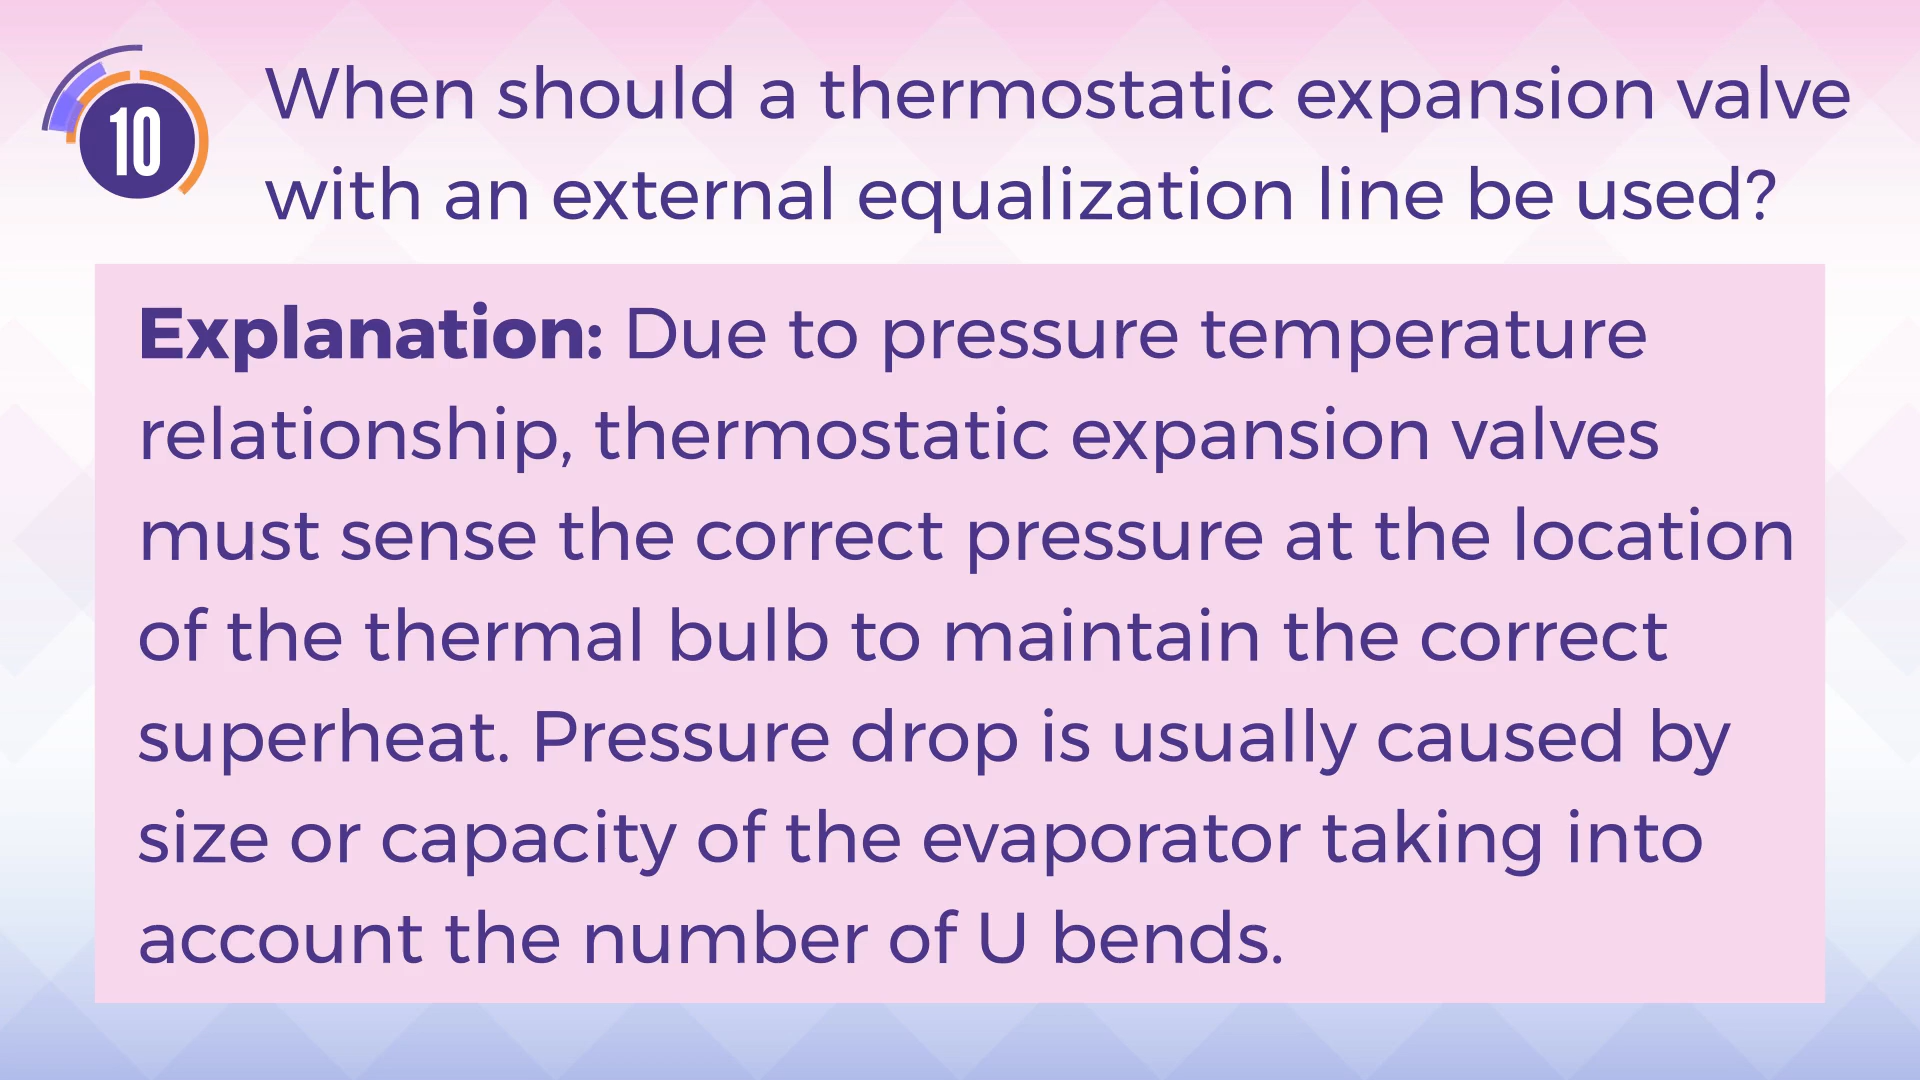 10
When should a thermostatic expansion valve
with an external equalization line be used?
Explanation: Due to pressure temperature
relationship, thermostatic expansion valves
must sense the correct pressure at the location
of the thermal bulb to maintain the correct
superheat. Pressure drop is usually caused by
size or capacity of the evaporator taking into
account the number of U bends.